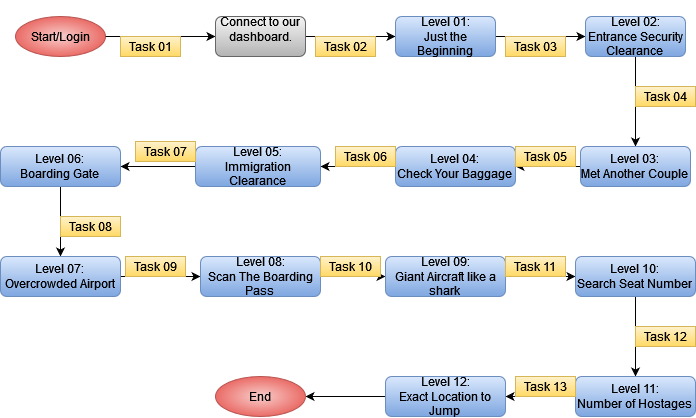 Start/Login
Task 01
Connect to our
dashboard.
Task 02
Level 01:
Just the
Beginning
Task 03
Level 02:
Entrance Security
Clearance
Task 04
Level 03:
Met Another Couple
Task 05
Level 04:
Check Your Baggage
Task 06
Level 05:
Immigration
Clearance
Task 07
Level 06:
Boarding Gate
Task 08
Level 07:
Overcrowded Airport
Task 09
Level 08:
Scan The Boarding
Pass
Task 10
Level 09:
Giant Aircraft like a
shark
Task 11
Level 10:
Search Seat Number
Task 12
Level 11:
Number of Hostages
Task 13
Level 12:
Exact Location to
Jump
End